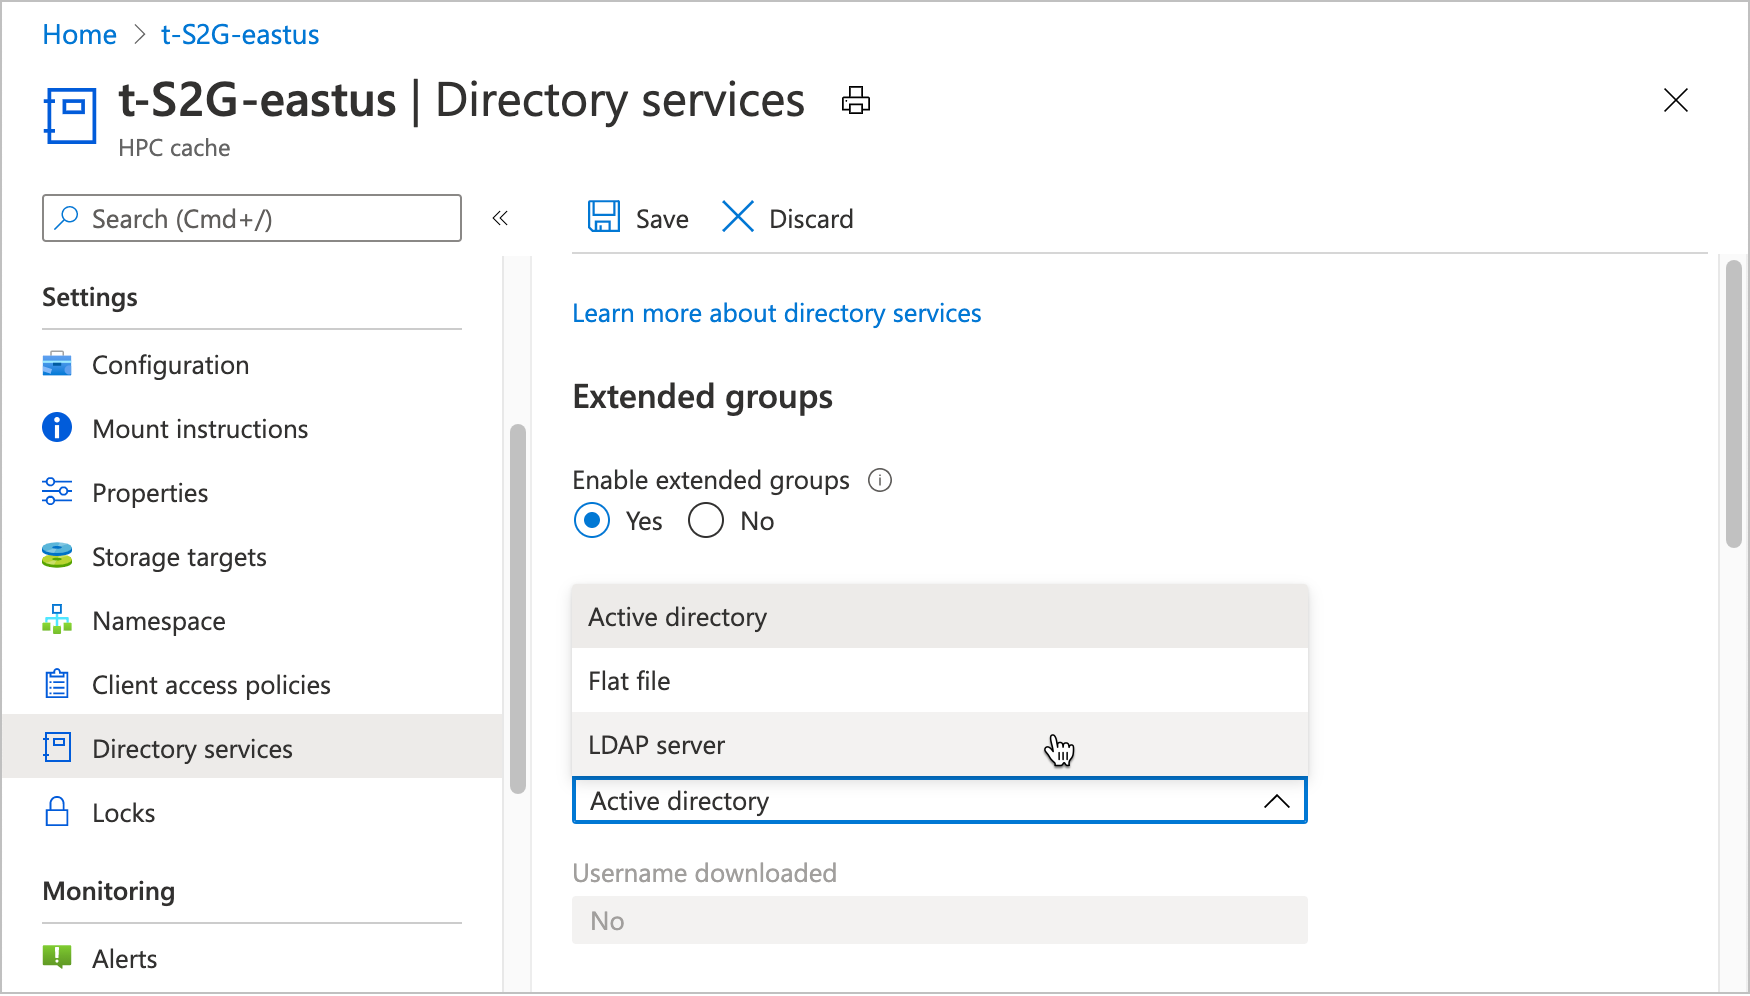 Home > t-S2G-eastus
t-S2G-eastus | Directory services
HPC cache
Search (Cmd+/)
«
Settings
Configuration
Mount instructions
Properties
Storage targets
Namespace
Client access policies
Directory services
Locks
Monitoring
Alerts
Save
Discard
Learn more about directory services
Extended groups
Enable extended groups
Yes
No
Active directory
Flat file
LDAP server
Active directory
Username downloaded
No